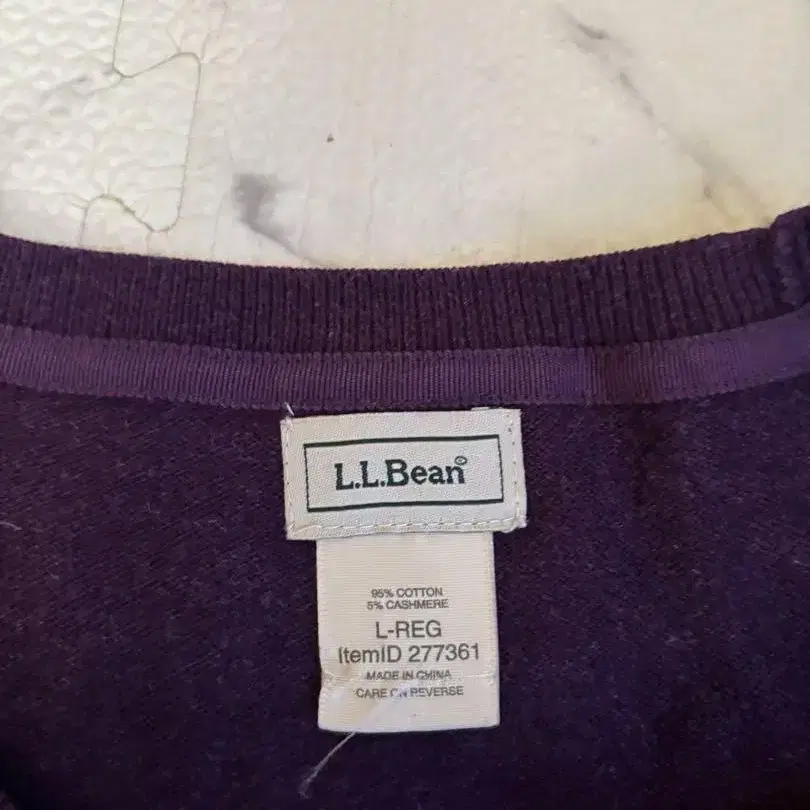 L.L.Bean®
95% COTTON
5% CASHMERE
L-REG
ItemID 277361
MADE IN CHINA
CARE ON REVERSE